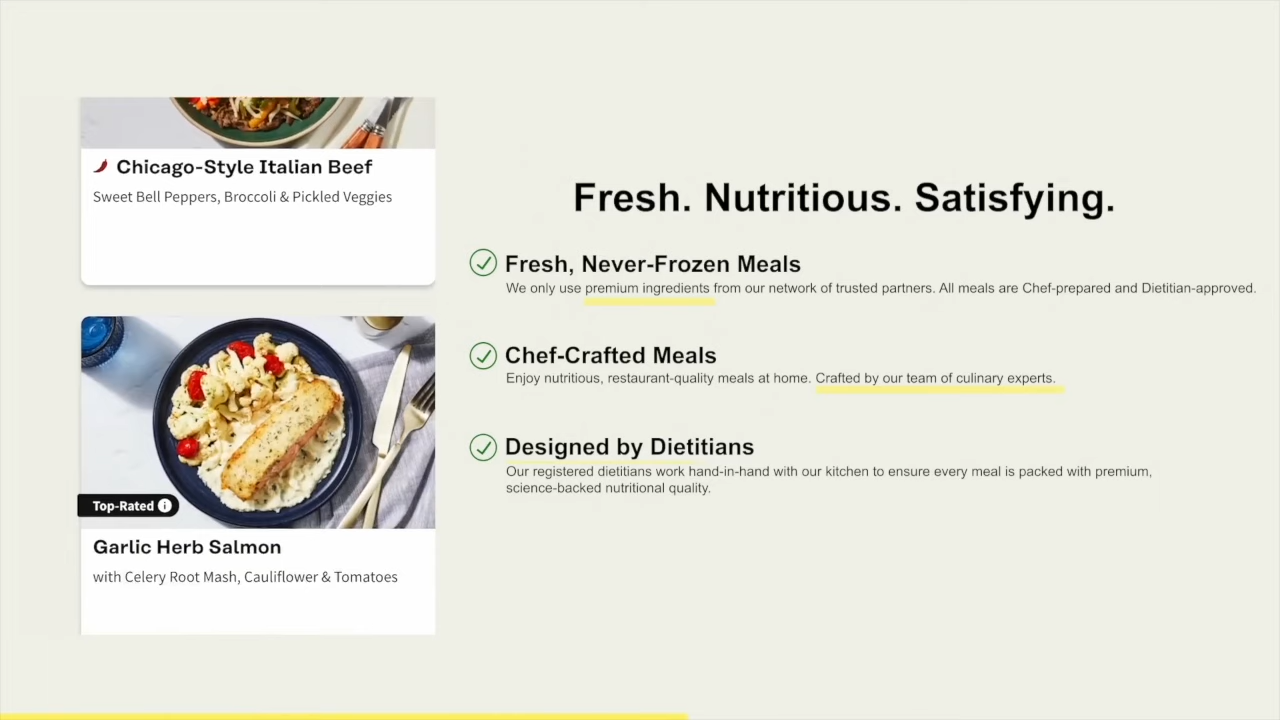 Chicago-Style Italian Beef
Sweet Bell Peppers, Broccoli & Pickled Veggies
Top-Rated
Garlic Herb Salmon
with Celery Root Mash, Cauliflower & Tomatoes
Fresh. Nutritious. Satisfying.
Fresh, Never-Frozen Meals
We only use premium ingredients from our network of trusted partners. All meals are Chef-prepared and Dietitian-approved.
Chef-Crafted Meals
Enjoy nutritious, restaurant-quality meals at home. Crafted by our team of culinary experts.
Designed by Dietitians
Our registered dietitians work hand-in-hand with our kitchen to ensure every meal is packed with premium,
science-backed nutritional quality.